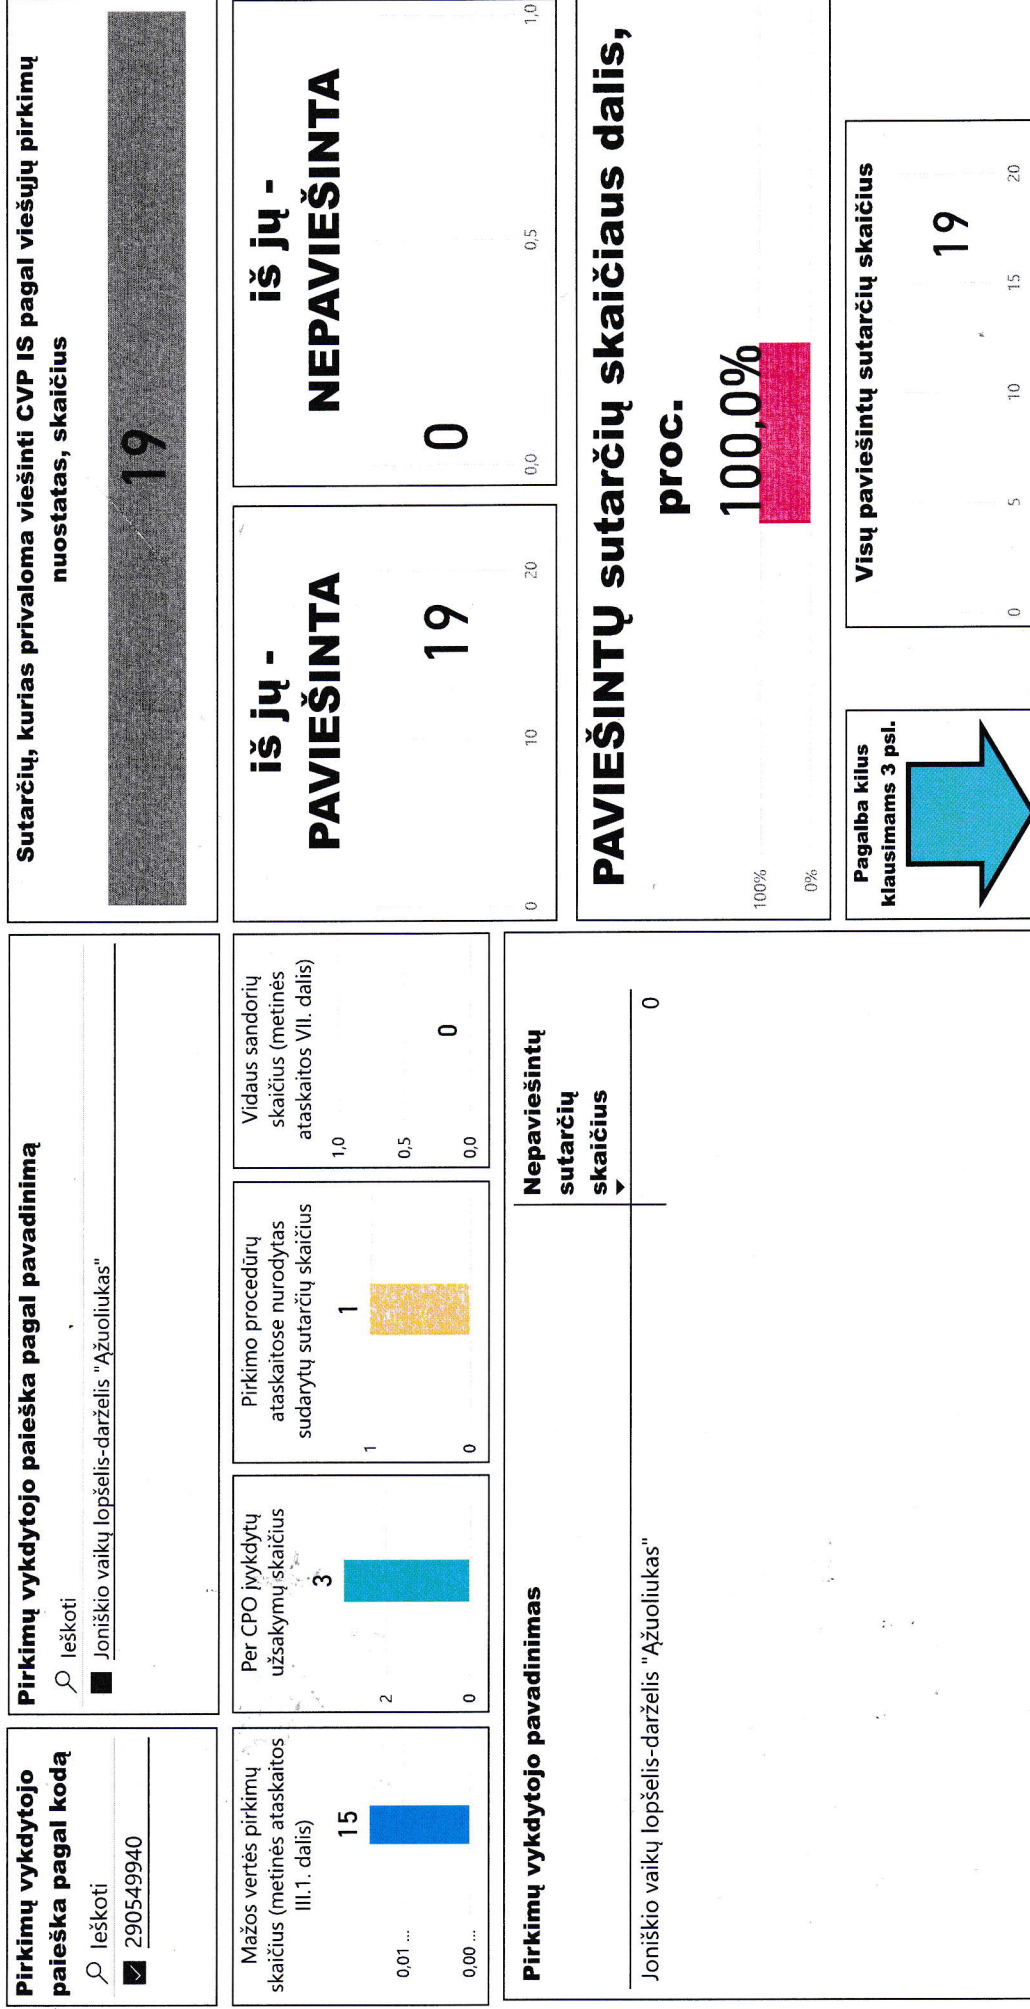 Pirkimų vykdytojo
paieška pagal kodą
Ieškoti
290549940
Pirkimų vykdytojo paieška pagal pavadinimą
Ieškoti
Joniškio vaikų lopšelis-darželis "Ąžuoliukas"
Sutarčių, kurias privaloma viešinti CVP IS pagal viešųjų pirkimų
nuostatas, skaičius
19
Mažos vertės pirkimų
skaičius (metinės ataskaitos
III.1. dalis)
15
0,01 ...
0,00 ...
Per CPO įvykdytų
užsakymų skaičius
3
2
0
Pirkimo procedūrų
ataskaitose nurodytas
sudarytų sutarčių skaičius
1
1
0
Vidaus sandorių
skaičius (metinės
ataskaitos VII. dalis)
1,0
0,5
0
0,0
iš jų -
PAVIEŠINTA
19
0 10 20
iš jų -
NEPAVIEŠINTA
0
0,0 0,5 1,0
Pirkimų vykdytojo pavadinimas
Nepaviešintų
sutarčių
skaičius
Joniškio vaikų lopšelis-darželis "Ąžuoliukas" 0
PAVIEŠINTŲ sutarčių skaičiaus dalis,
proc.
100,0%
100%
0%
Pagalba kilus
klausimams 3 psl.
Visų paviešintų sutarčių skaičius
19
0 5 10 15 20